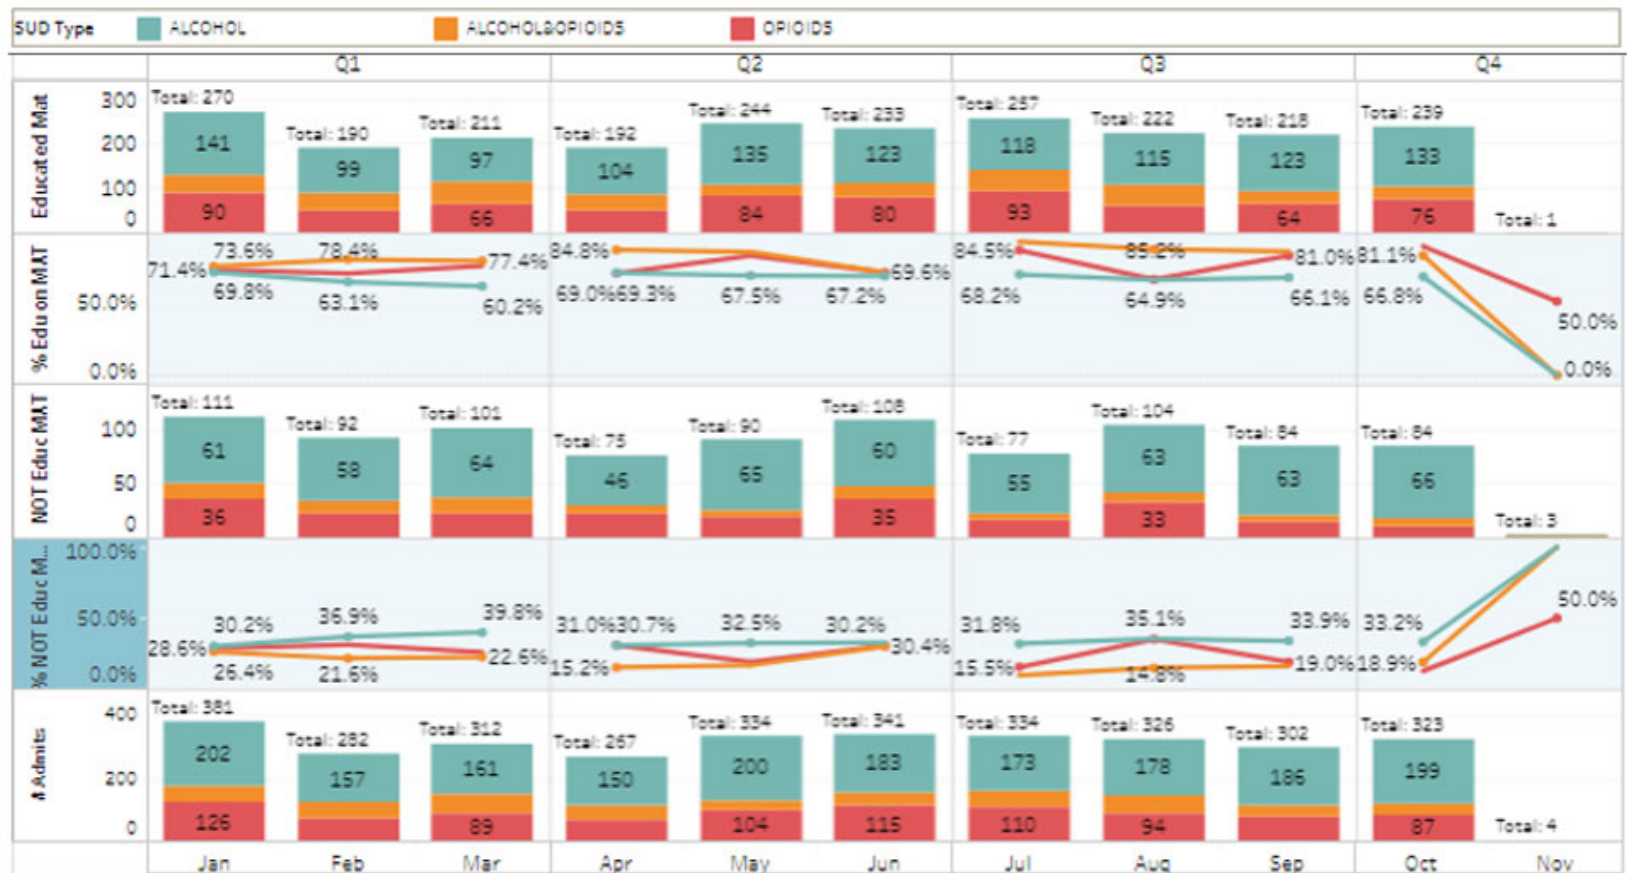 SUD Type ALCOHOL ALCOHOL&OPIOIDS OPIOIDS
Q1 Q2 Q3 Q4
Educated Mat
300
200
100
0
Total: 270 Total: 190 Total: 211 Total: 192 Total: 244 Total: 233 Total: 257 Total: 222 Total: 218 Total: 239 Total: 1
141 99 97 104 135 123 118 115 123 133
90 66 84 80 93 64 76
% Edu on MAT
50.0%
0.0%
73.6% 78.4% 84.8% 84.5% 85.2%
71.4% 77.4% 69.6% 81.0% 81.1%
69.8% 63.1% 60.2% 69.0% 69.3% 67.5% 67.2% 68.2% 64.9% 66.1% 66.8% 50.0%
0.0%
NOT Educ MAT
100
50
0
Total: 111 Total: 92 Total: 101 Total: 75 Total: 90 Total: 108 Total: 77 Total: 104 Total: 84 Total: 84 Total: 3
61 58 64 46 65 60 55 63 63 66
36 35 33
% NOT Educ M...
100.0%
50.0%
0.0%
30.2% 36.9% 39.8% 31.0% 30.7% 32.5% 30.2% 31.8% 35.1% 33.9% 33.2% 50.0%
28.6% 22.6% 30.4% 19.0% 18.9%
26.4% 21.6% 15.2% 15.5% 14.8%
# Admits
400
200
0
Total: 381 Total: 282 Total: 312 Total: 267 Total: 334 Total: 341 Total: 334 Total: 326 Total: 302 Total: 323 Total: 4
202 157 161 150 200 183 173 178 186 199
126 89 104 115 110 94 87
Jan Feb Mar Apr May Jun Jul Aug Sep Oct Nov